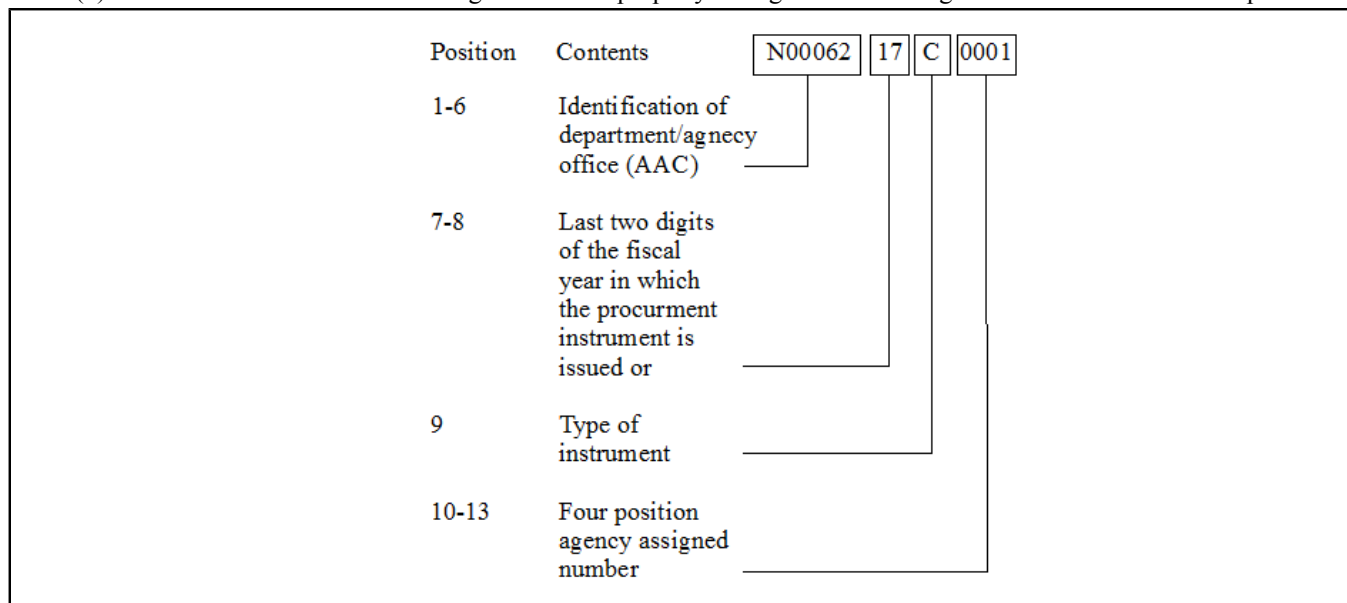 Position Contents N00062 17 C 0001
1-6 Identification of
department/agnecy
office (AAC)
7-8 Last two digits
of the fiscal
year in which
the procurment
instrument is
issued or
9 Type of
instrument
10-13 Four position
agency assigned
number